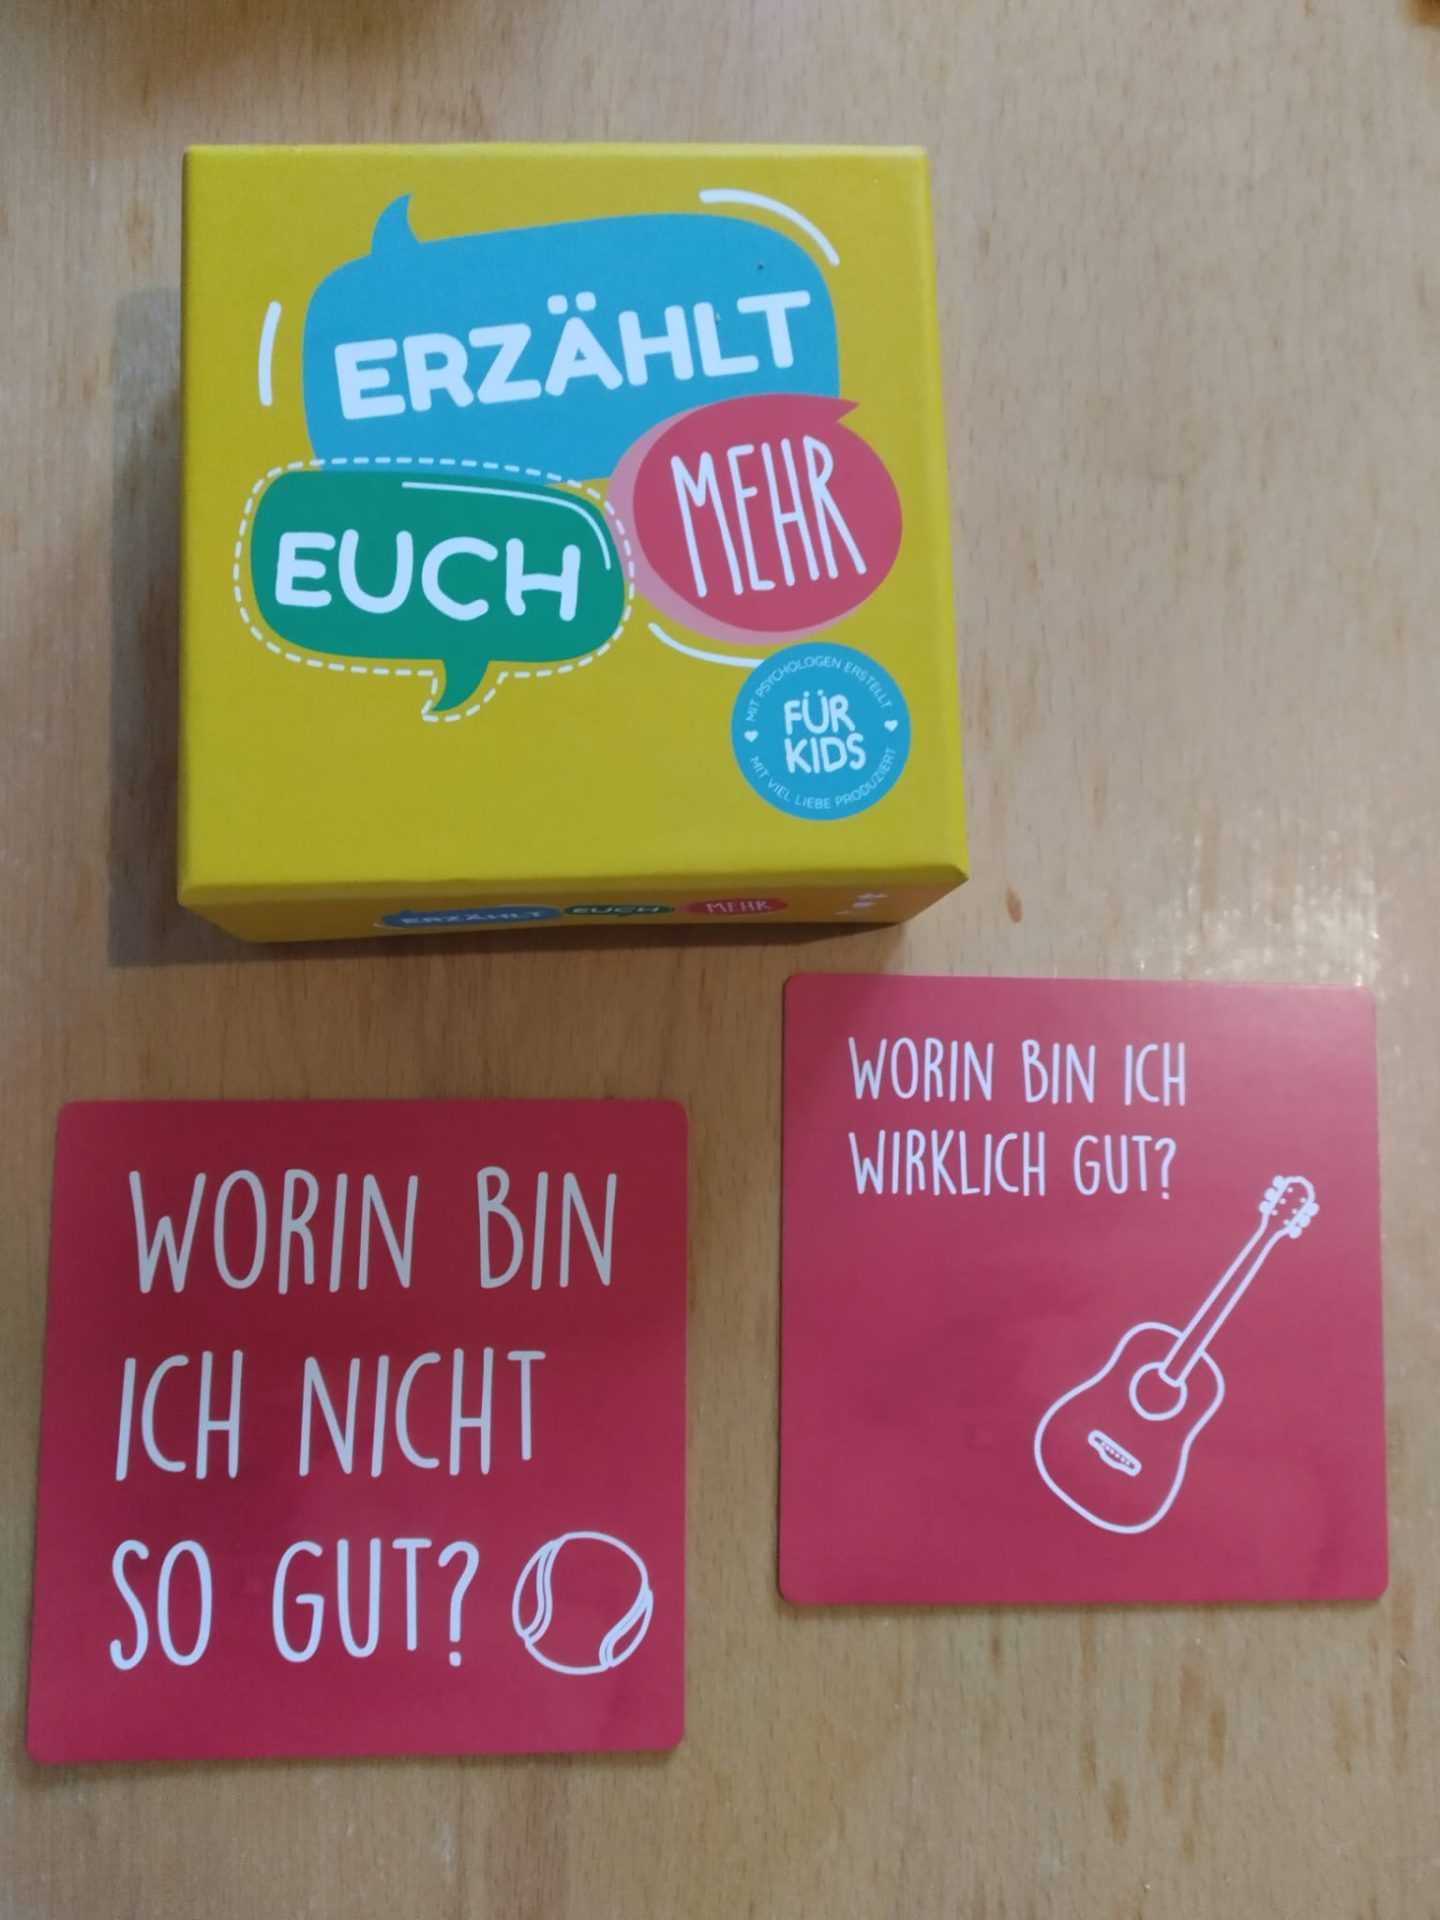 ERZÄHLT
MEHR
EUCH
MIT PSYCHOLOGEN ERSTELLT
FÜR
KIDS
MIT VIEL LIEBE PRODUZIERT
ERZÄHLT EUCH MEHR
WORIN BIN ICH
WIRKLICH GUT?
WORIN BIN
ICH NICHT
SO GUT?